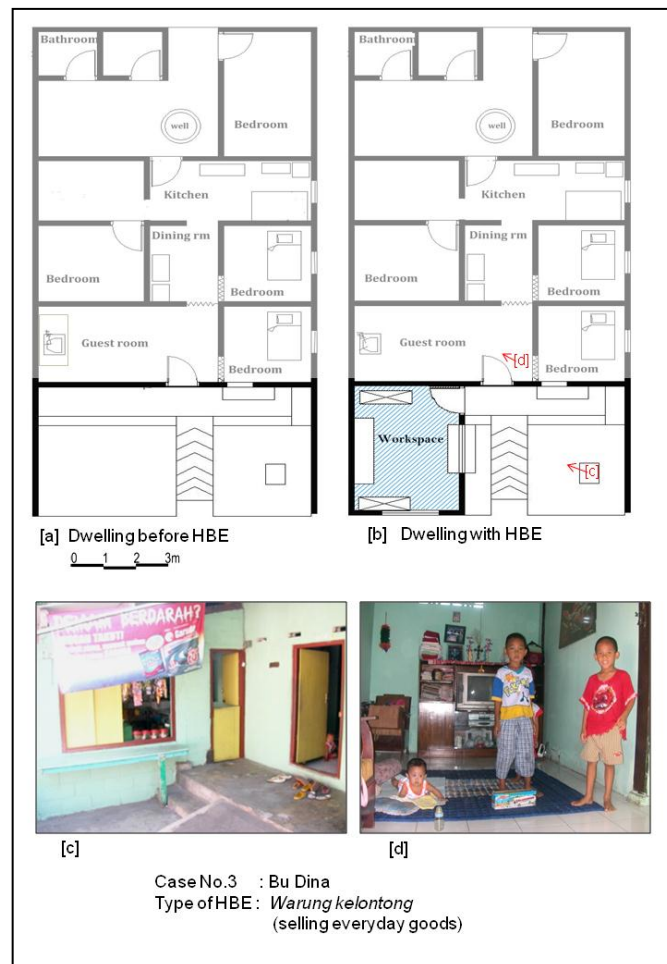 Bathroom
well
Bedroom
Kitchen
Dining rm
Bedroom
Bedroom
Guest room
Bedroom
[a] Dwelling before HBE
0 1 2 3m
Bathroom
well
Bedroom
Kitchen
Dining rm
Bedroom
Bedroom
Guest room
[d]
Bedroom
Workspace
[c]
[b] Dwelling with HBE
BERDARAH?
[c]
[d]
Case No.3 : Bu Dina
Type of HBE : Warung kelontong
(selling everyday goods)